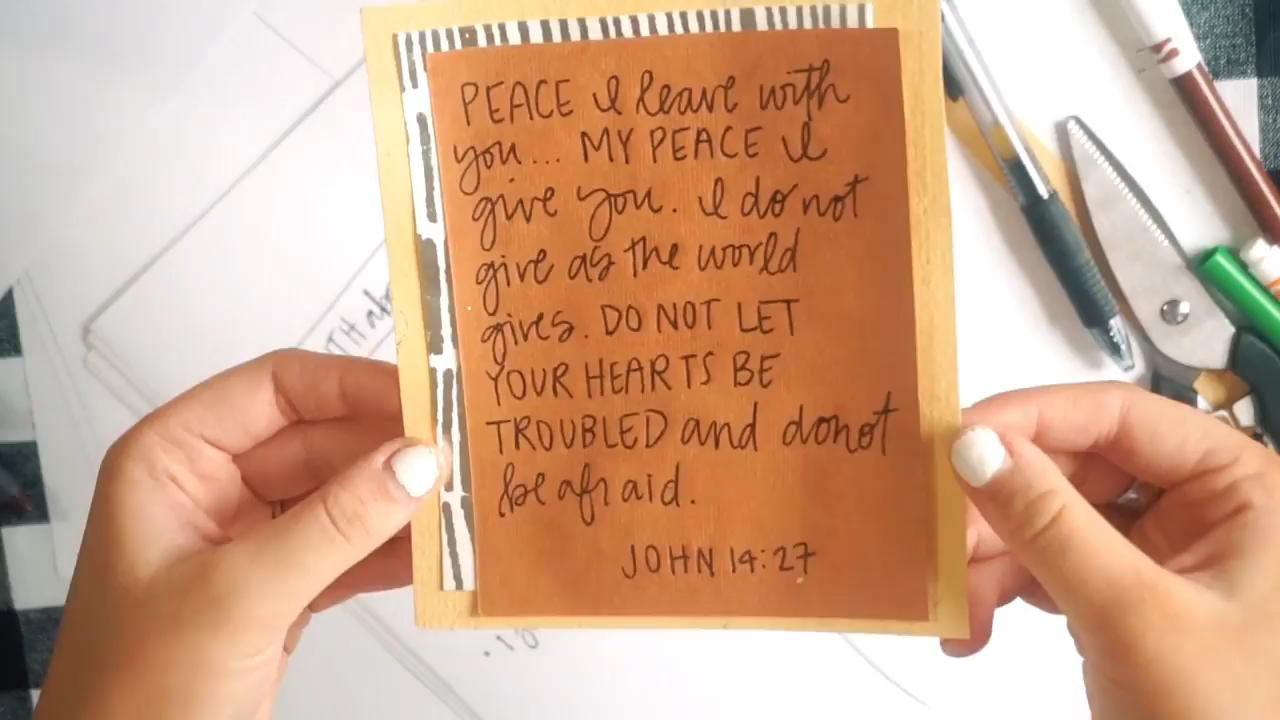 PEACE I leave with
you... MY PEACE I
give you. I do not
give as the world
gives. DO NOT LET
YOUR HEARTS BE
TROUBLED and do not
be afraid.
JOHN 14:27